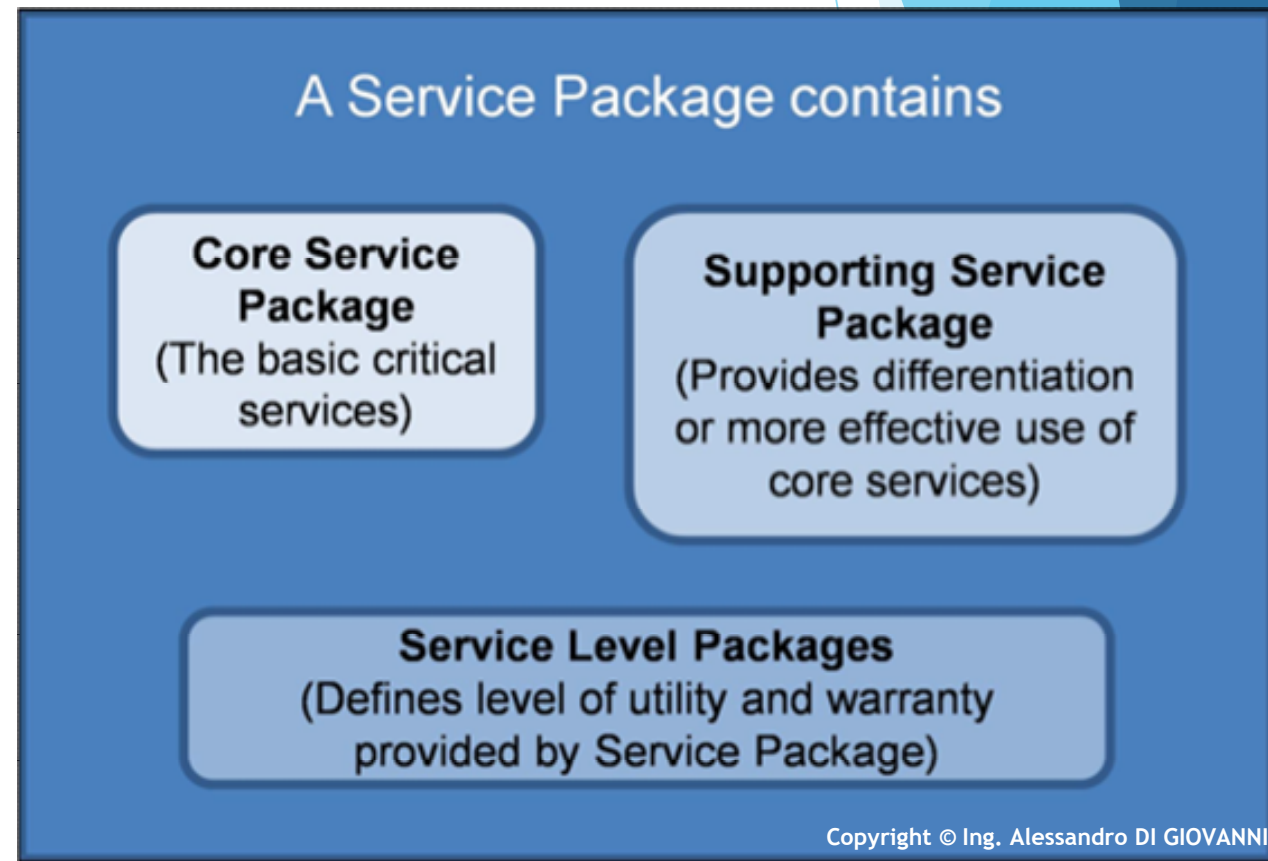 A Service Package contains
Core Service
Package
(The basic critical
services)
Supporting Service
Package
(Provides differentiation
or more effective use of
core services)
Service Level Packages
(Defines level of utility and warranty
provided by Service Package)
Copyright © Ing. Alessandro DI GIOVANNI